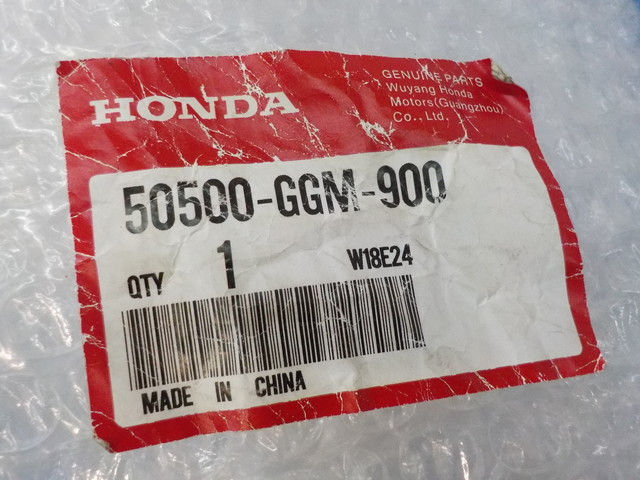 HONDA
GENUINE PARTS
Wuyang Honda
Motors(Guangzhou)
Co.,Ltd.
50500-GGM-900
QTY 1 W18E24
MADE IN CHINA